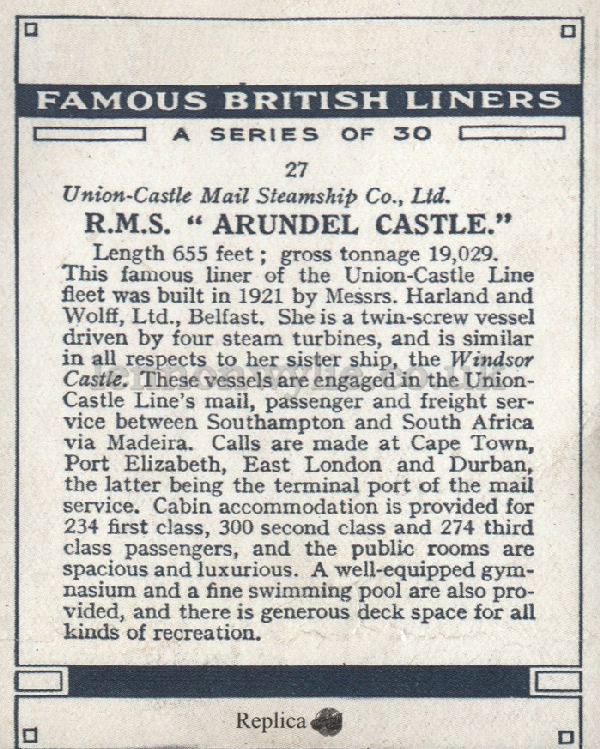 FAMOUS BRITISH LINERS
A SERIES OF 30
27
Union-Castle Mail Steamship Co., Ltd.
R.M.S. “ ARUNDEL CASTLE.”
Length 655 feet ; gross tonnage 19,029.
This famous liner of the Union-Castle Line
fleet was built in 1921 by Messrs. Harland and
Wolff, Ltd., Belfast. She is a twin-screw vessel
driven by four steam turbines, and is similar
in all respects to her sister ship, the Windsor
Castle. These vessels are engaged in the Union-
Castle Line's mail, passenger and freight ser-
vice between Southampton and South Africa
via Madeira. Calls are made at Cape Town,
Port Elizabeth, East London and Durban,
the latter being the terminal port of the mail
service. Cabin accommodation is provided for
234 first class, 300 second class and 274 third
class passengers, and the public rooms are
spacious and luxurious. A well-equipped gym-
nasium and a fine swimming pool are also pro-
vided, and there is generous deck space for all
kinds of recreation.
Replica